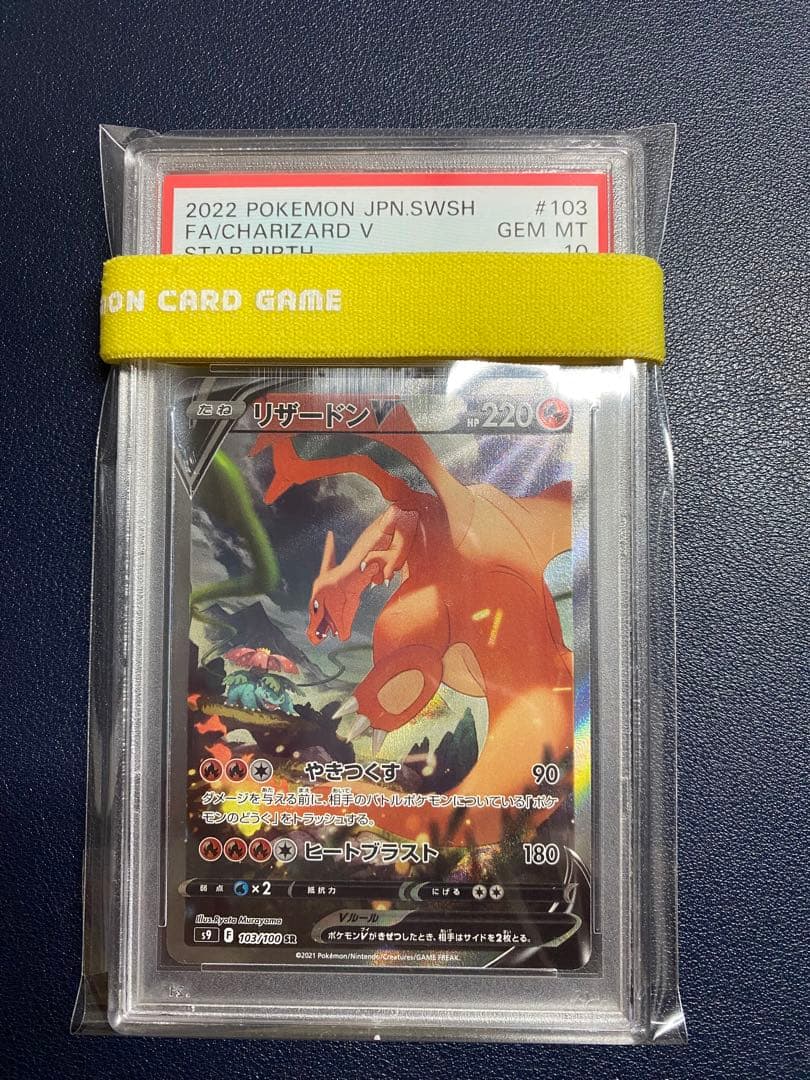 2022 POKEMON JPN.SWSH #103
FA/CHARIZARD V GEM MT
STAR BIRTH 10
MON CARD GAME
たね リザードンV HP220
やきつくす 90
ダメージを与える前に、相手のバトルポケモンについている「ポケ
モンのどうぐ」をトラッシュする。
ヒートブラスト 180
弱点 ×2 抵抗力 にげる
Illus.Ryota Murayama
Vルール
ポケモンVがきぜつしたとき、相手はサイドを2枚とる。
s9 F 103/100 SR
©2021 Pokémon/Nintendo/Creatures/GAME FREAK.